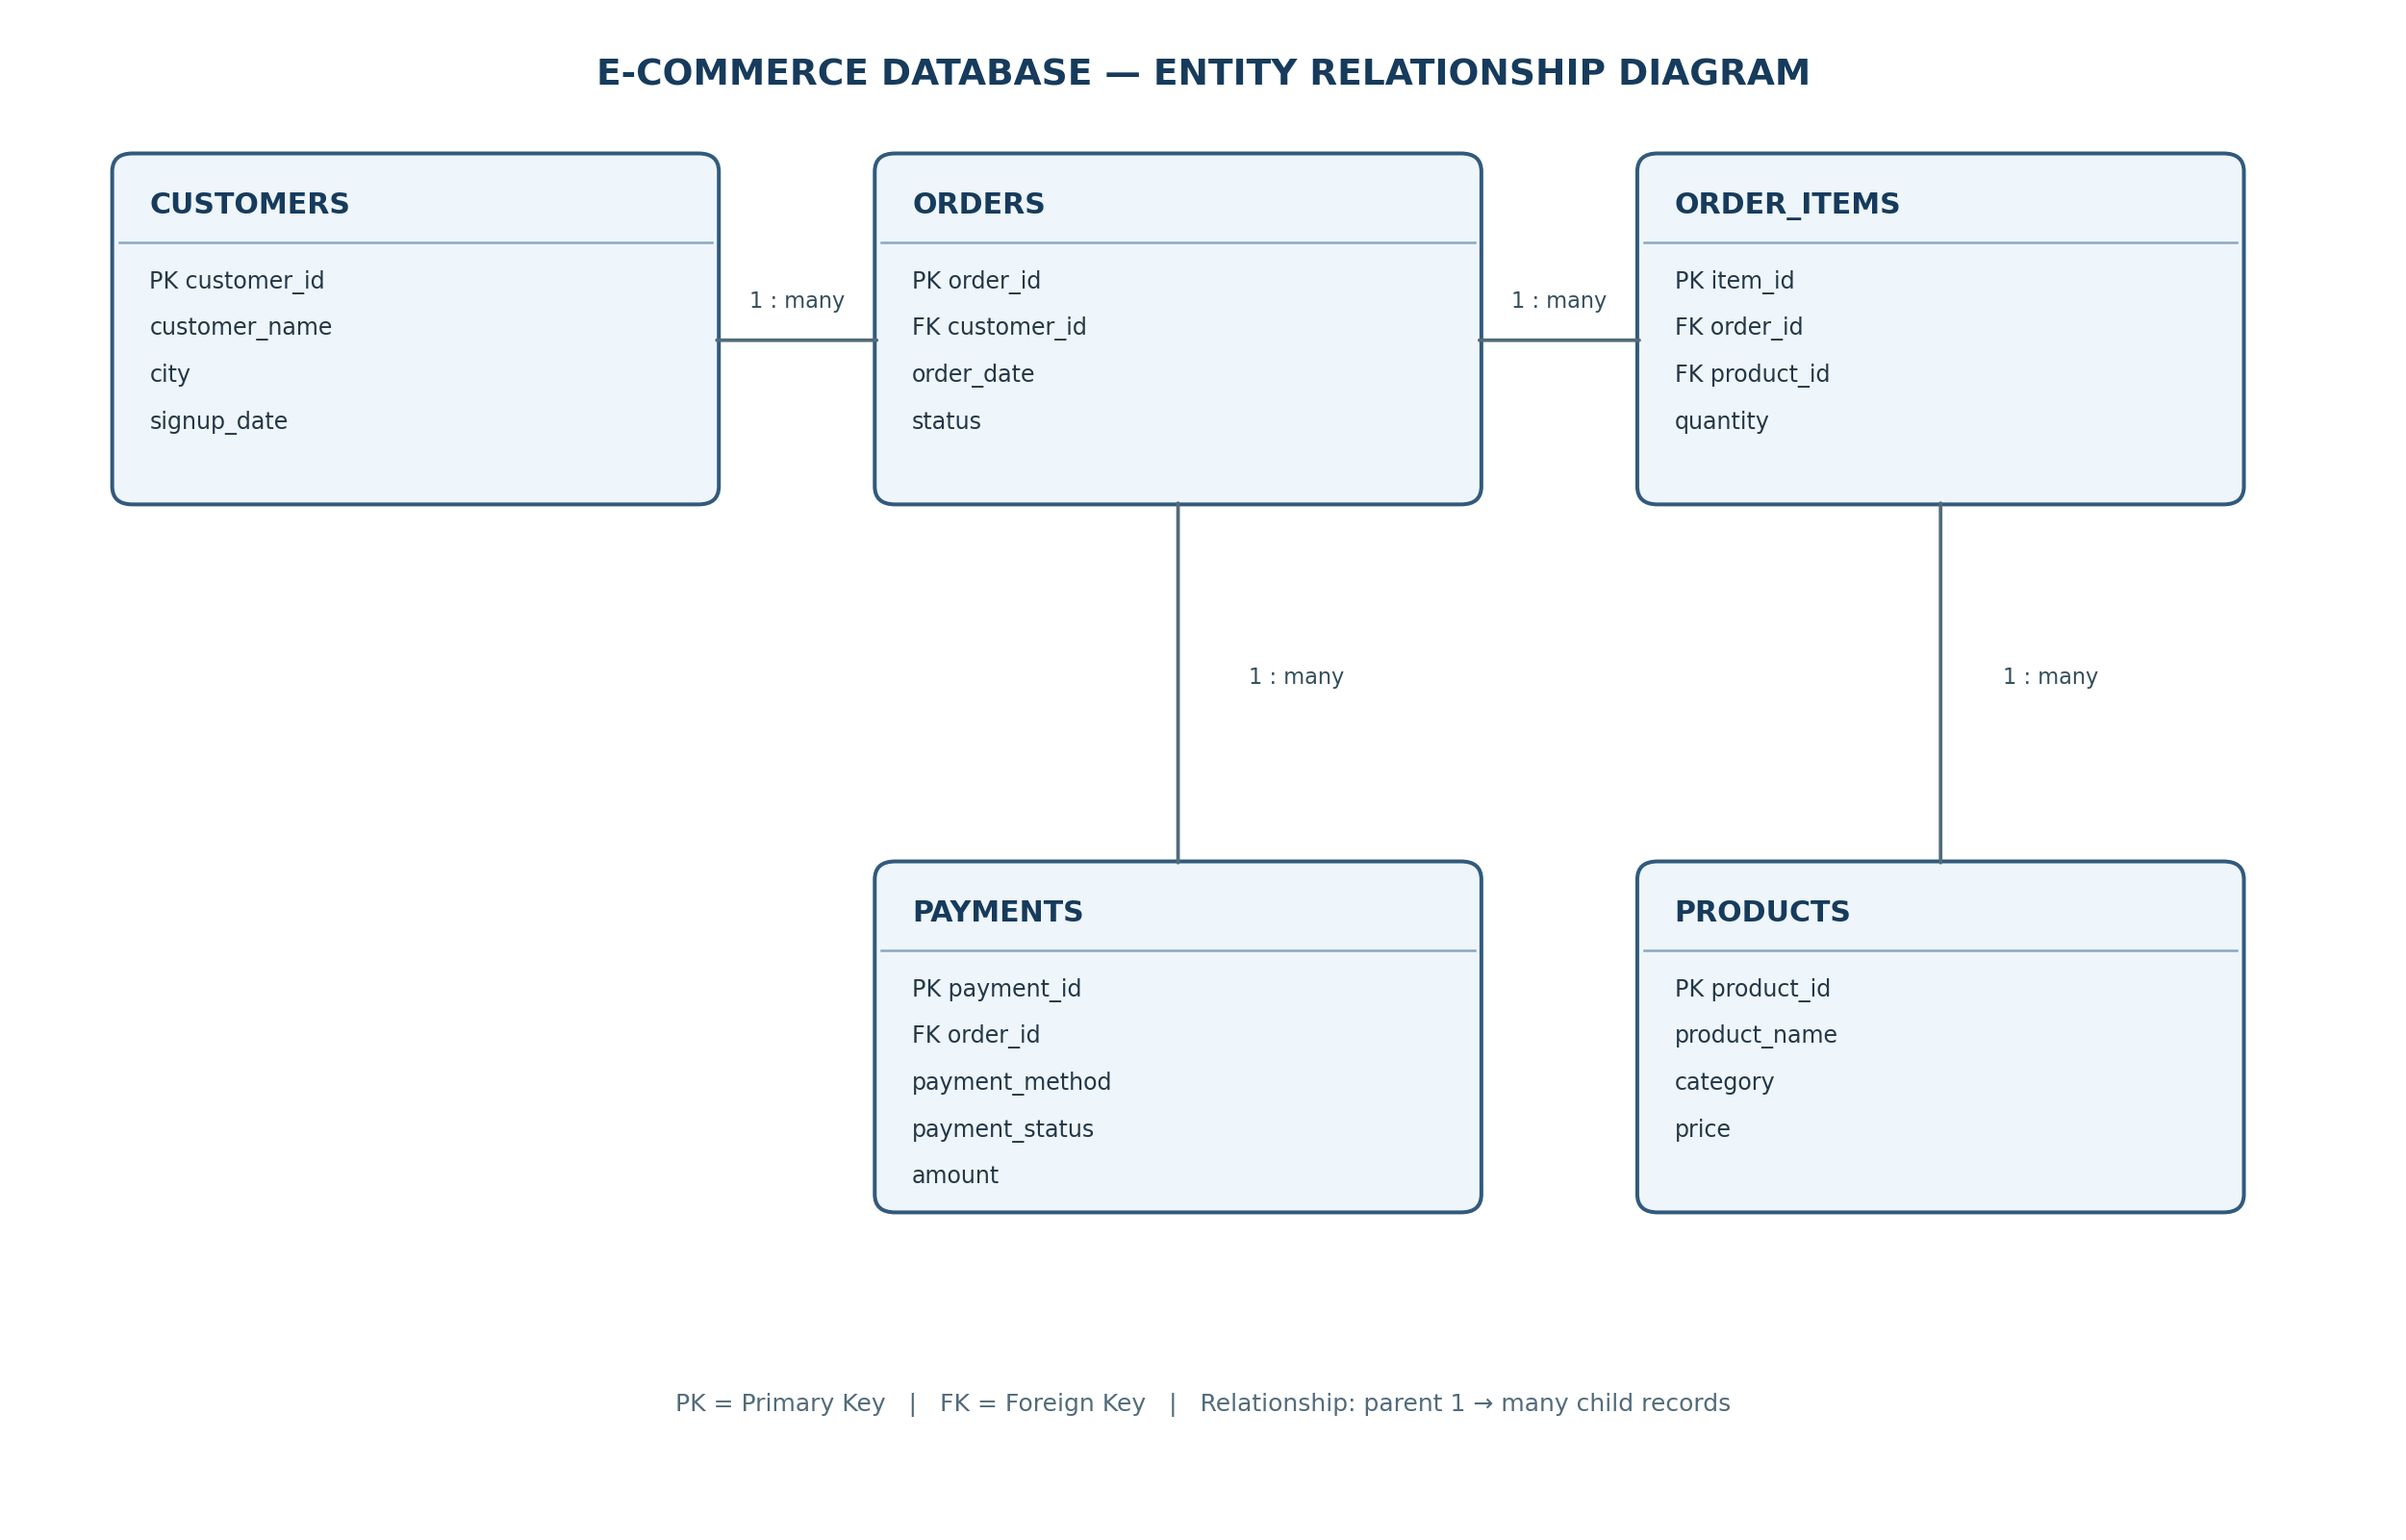 E-COMMERCE DATABASE — ENTITY RELATIONSHIP DIAGRAM
CUSTOMERS
PK customer_id
customer_name
city
signup_date
1 : many
ORDERS
PK order_id
FK customer_id
order_date
status
1 : many
ORDER_ITEMS
PK item_id
FK order_id
FK product_id
quantity
1 : many
1 : many
PAYMENTS
PK payment_id
FK order_id
payment_method
payment_status
amount
PRODUCTS
PK product_id
product_name
category
price
PK = Primary Key | FK = Foreign Key | Relationship: parent 1 → many child records